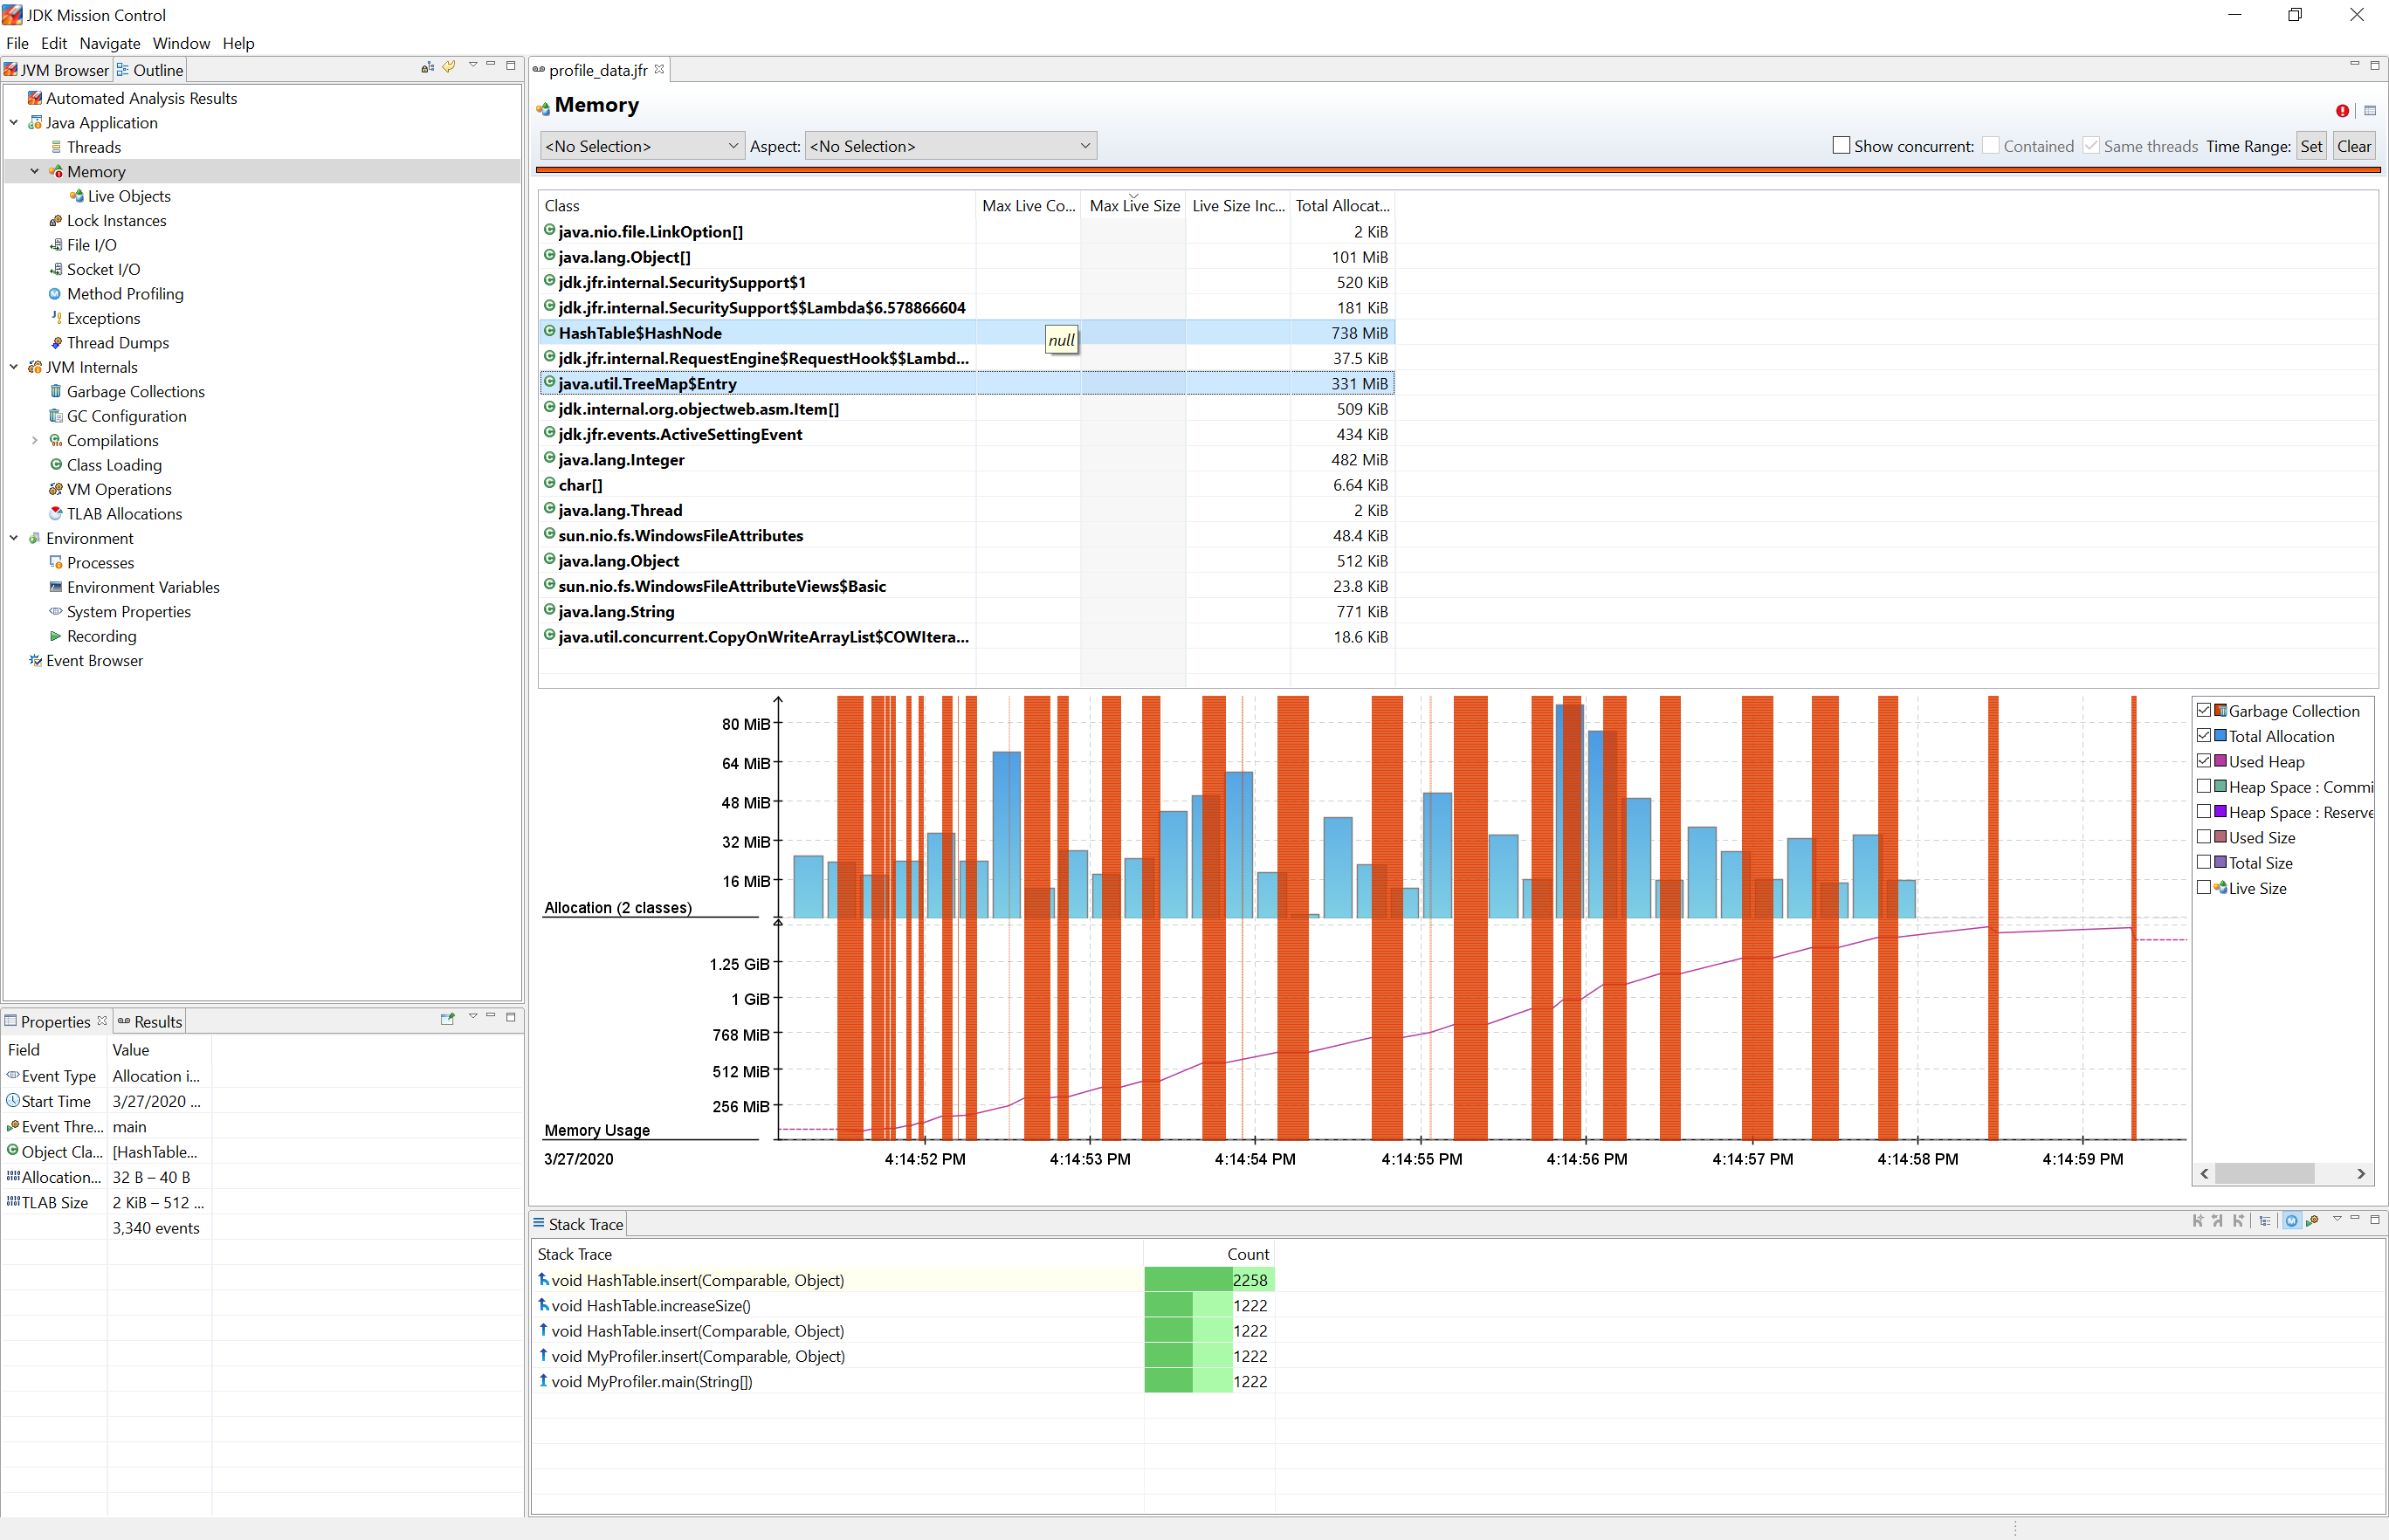 JDK Mission Control
File Edit Navigate Window Help
JVM Browser Outline
Automated Analysis Results
Java Application
Threads
Memory
Live Objects
Lock Instances
File I/O
Socket I/O
Method Profiling
Exceptions
Thread Dumps
JVM Internals
Garbage Collections
GC Configuration
Compilations
Class Loading
VM Operations
TLAB Allocations
Environment
Processes
Environment Variables
System Properties
Recording
Event Browser
Properties Results
Field Value
Event Type Allocation i...
Start Time 3/27/2020 ...
Event Thre... main
Object Cla... [HashTable...
Allocation... 32 B – 40 B
TLAB Size 2 KiB – 512 ...
3,340 events
profile_data.jfr
Memory
<No Selection> Aspect: <No Selection> Show concurrent: Contained Same threads Time Range: Set Clear
Class Max Live Co... Max Live Size Live Size Inc... Total Allocat...
java.nio.file.LinkOption[] 2 KiB
java.lang.Object[] 101 MiB
jdk.jfr.internal.SecuritySupport$1 520 KiB
jdk.jfr.internal.SecuritySupport$$Lambda$6.578866604 181 KiB
HashTable$HashNode 738 MiB
null
jdk.jfr.internal.RequestEngine$RequestHook$$Lambd... 37.5 KiB
java.util.TreeMap$Entry 331 MiB
jdk.internal.org.objectweb.asm.Item[] 509 KiB
jdk.jfr.events.ActiveSettingEvent 434 KiB
java.lang.Integer 482 MiB
char[] 6.64 KiB
java.lang.Thread 2 KiB
sun.nio.fs.WindowsFileAttributes 48.4 KiB
java.lang.Object 512 KiB
sun.nio.fs.WindowsFileAttributeViews$Basic 23.8 KiB
java.lang.String 771 KiB
java.util.concurrent.CopyOnWriteArrayList$COWItera... 18.6 KiB
80 MiB
64 MiB
48 MiB
32 MiB
16 MiB
Allocation (2 classes)
1.25 GiB
1 GiB
768 MiB
512 MiB
256 MiB
Memory Usage
3/27/2020 4:14:52 PM 4:14:53 PM 4:14:54 PM 4:14:55 PM 4:14:56 PM 4:14:57 PM 4:14:58 PM 4:14:59 PM
Garbage Collection
Total Allocation
Used Heap
Heap Space : Commi
Heap Space : Reserve
Used Size
Total Size
Live Size
Stack Trace
Stack Trace Count
void HashTable.insert(Comparable, Object) 2258
void HashTable.increaseSize() 1222
void HashTable.insert(Comparable, Object) 1222
void MyProfiler.insert(Comparable, Object) 1222
void MyProfiler.main(String[]) 1222